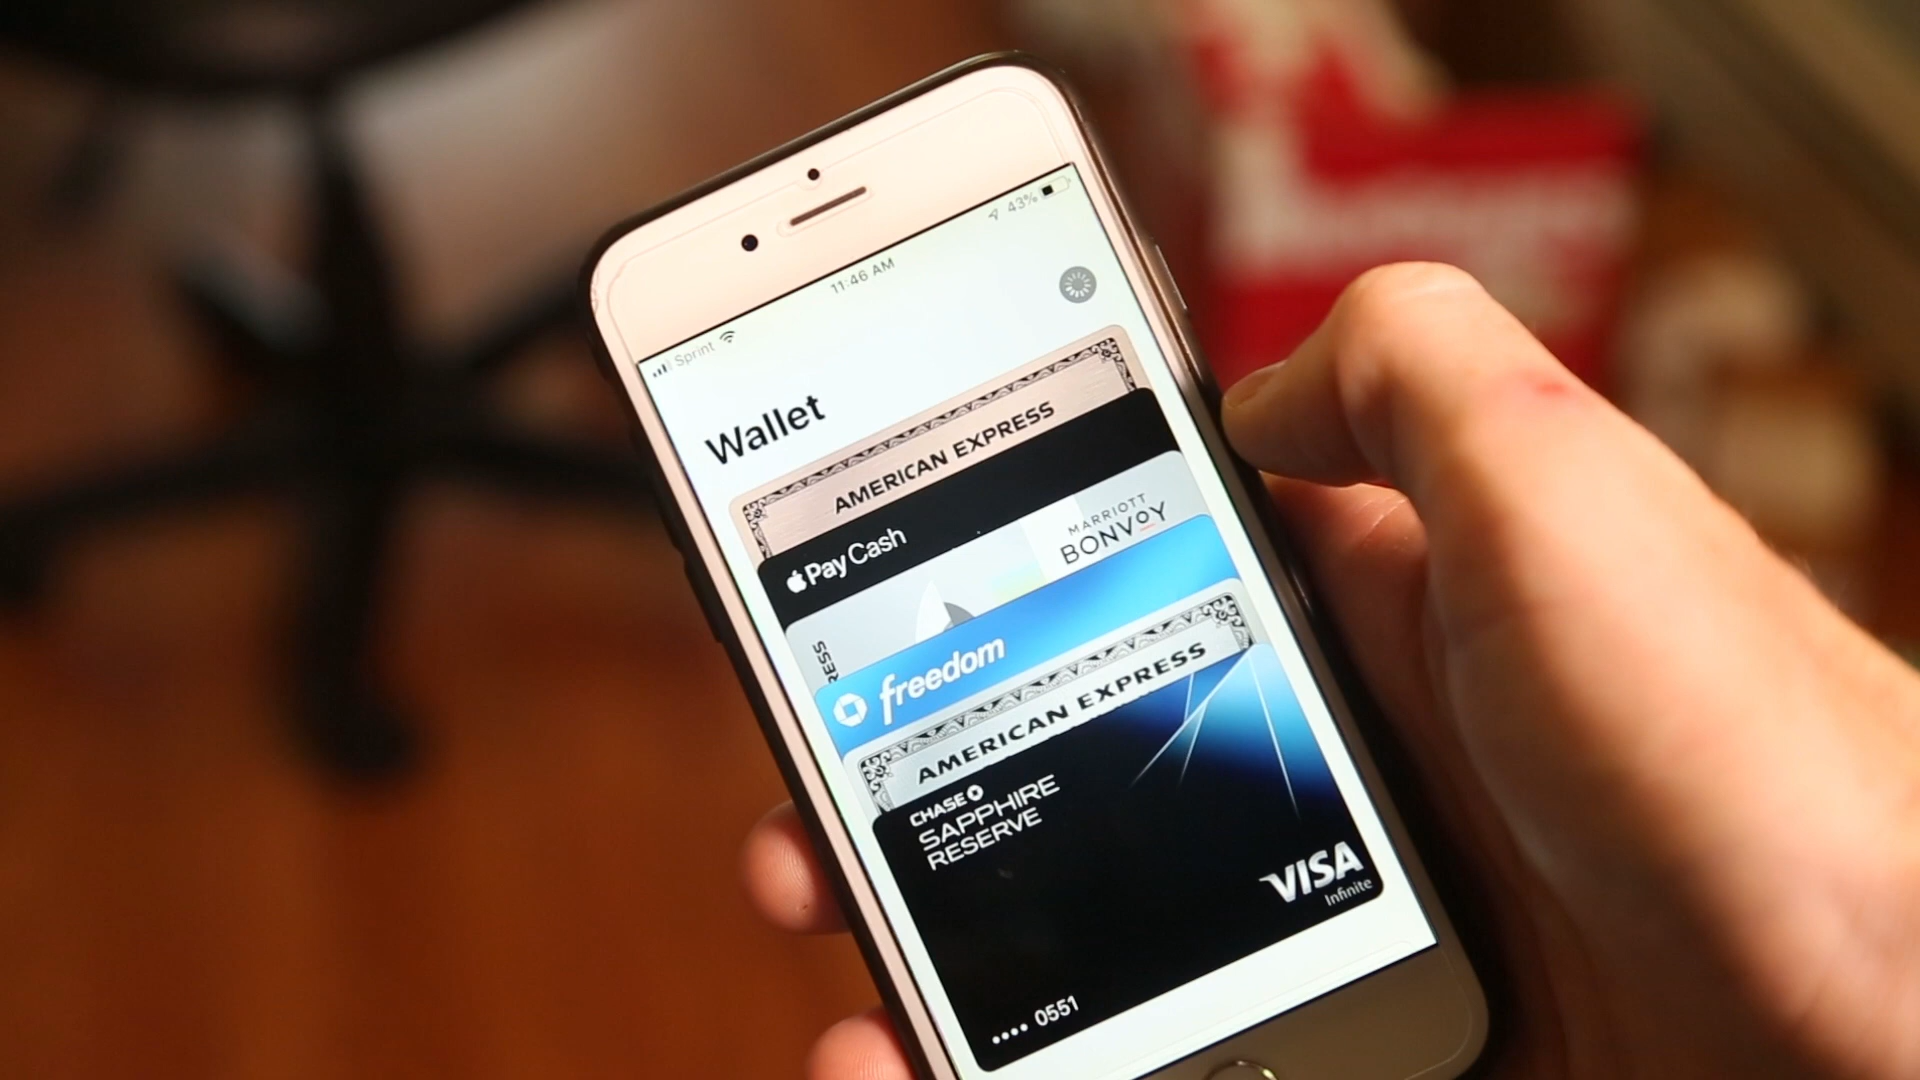 Sprint 11:46 AM 43%
Wallet
AMERICAN EXPRESS
Pay Cash
MARRIOTT
BONVOY
RESS
freedom
AMERICAN EXPRESS
CHASE
SAPPHIRE
RESERVE
VISA
Infinite
•••• 0551